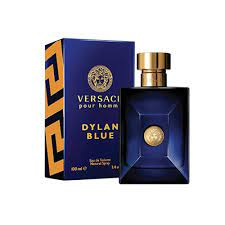 VERSACE
pour homme
DYLAN
BLUE
Eau de Toilette
Natural Spray
100 ml